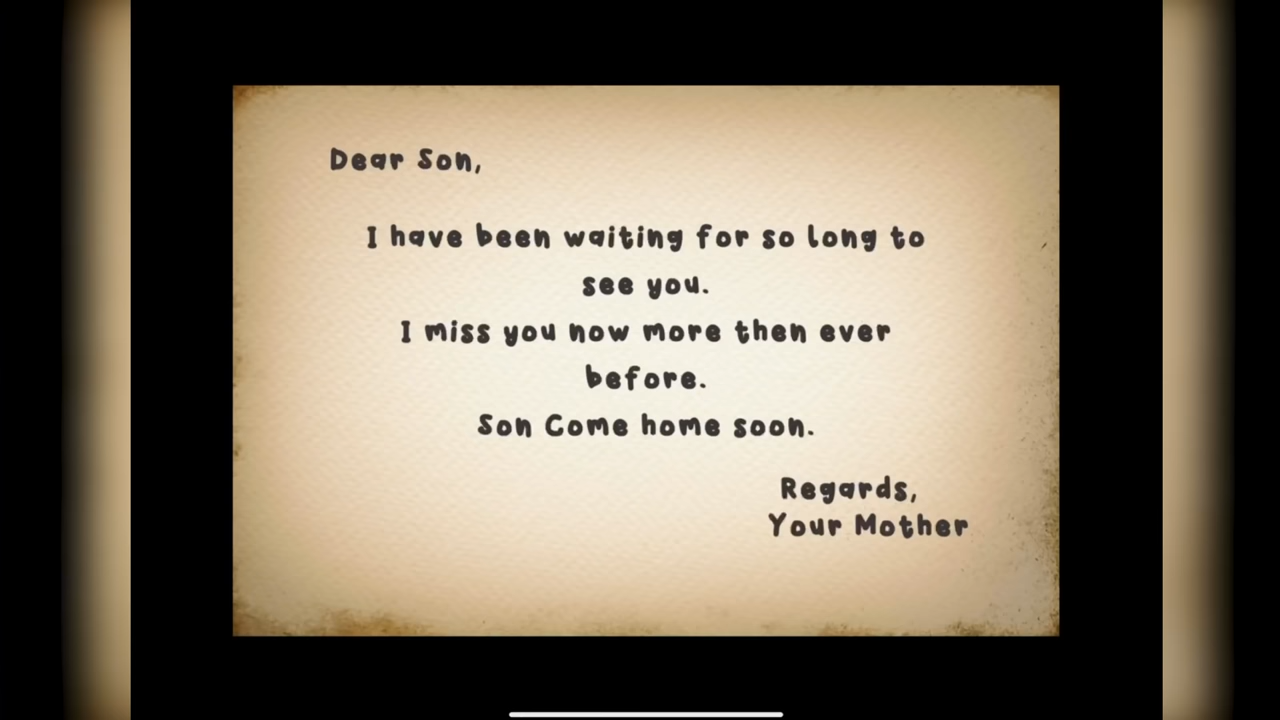 Dear Son,
I have been waiting for so long to
see you.
I miss you now more then ever
before.
Son Come home soon.
Regards,
Your Mother